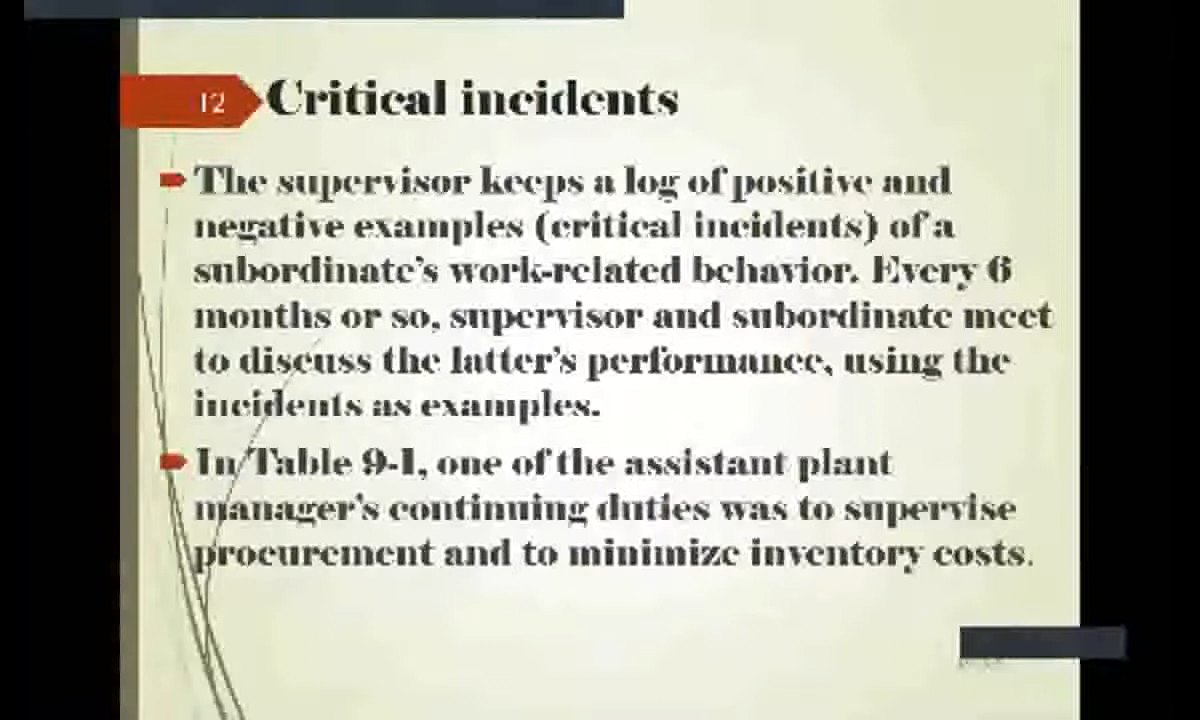 12
Critical incidents
The supervisor keeps a log of positive and
negative examples (critical incidents) of a
subordinate's work-related behavior. Every 6
months or so, supervisor and subordinate meet
to discuss the latter's performance, using the
incidents as examples.
In Table 9-1, one of the assistant plant
manager's continuing duties was to supervise
procurement and to minimize inventory costs.